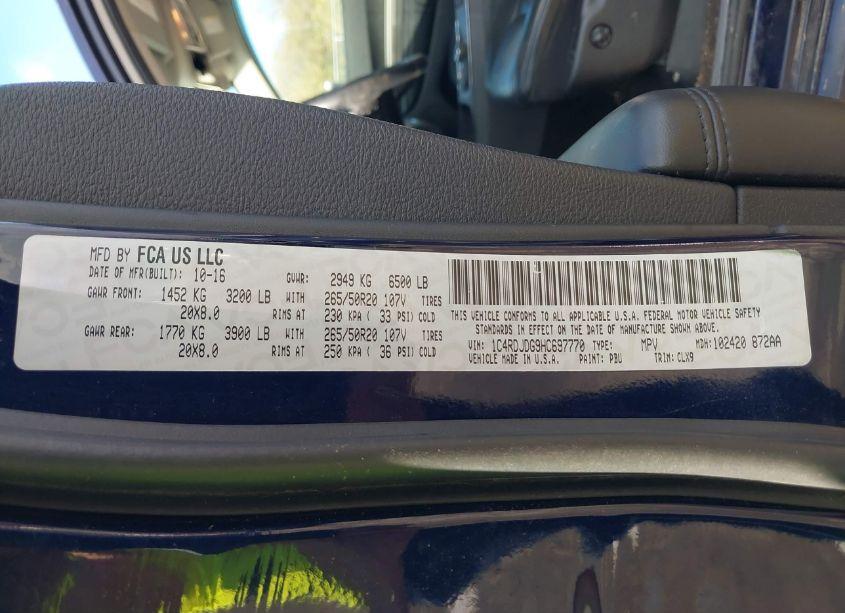 MFD BY FCA US LLC
DATE OF MFR(BUILT): 10-16 GVWR: 2949 KG 6500 LB
GAWR FRONT: 1452 KG 3200 LB WITH 265/50R20 107V TIRES
20X8.0 RIMS AT 230 KPA ( 33 PSI) COLD
GAWR REAR: 1770 KG 3900 LB WITH 265/50R20 107V TIRES
20X8.0 RIMS AT 250 KPA ( 36 PSI) COLD
THIS VEHICLE CONFORMS TO ALL APPLICABLE U.S.A. FEDERAL MOTOR VEHICLE SAFETY
STANDARDS IN EFFECT ON THE DATE OF MANUFACTURE SHOWN ABOVE.
VIN: 1C4RDJDG9HC697770 TYPE: MPV MDH: 102420 872AA
VEHICLE MADE IN U.S.A. PAINT: PBU TRIM: CLX9